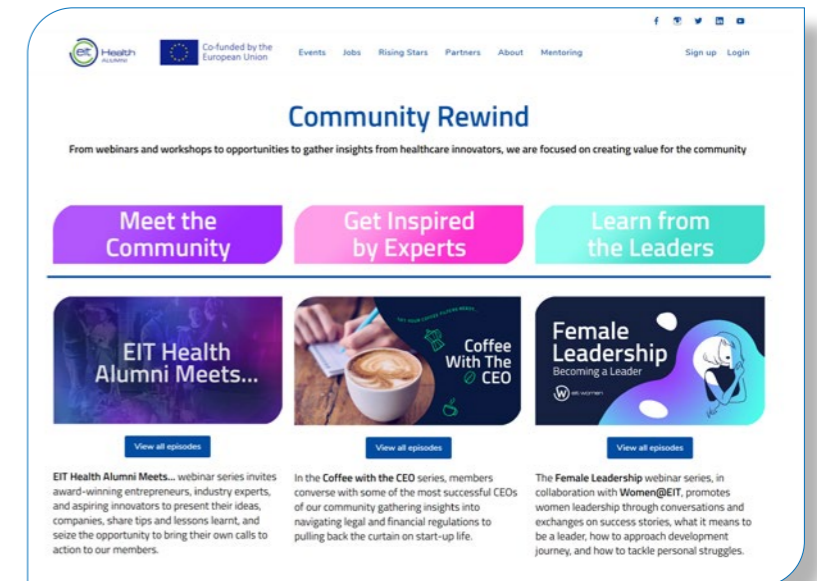 eit Health
ALUMNI
Co-funded by the
European Union
Events Jobs Rising Stars Partners About Mentoring
Sign up Login
Community Rewind
From webinars and workshops to opportunities to gather insights from healthcare innovators, we are focused on creating value for the community
Meet the
Community
Get Inspired
by Experts
Learn from
the Leaders
EIT Health
Alumni Meets...
GET YOUR COFFEE FILTERS READY...
Coffee
With The
CEO
Female
Leadership
Becoming a Leader
W eit women
View all episodes
View all episodes
View all episodes
EIT Health Alumni Meets... webinar series invites
award-winning entrepreneurs, industry experts,
and aspiring innovators to present their ideas,
companies, share tips and lessons learnt, and
seize the opportunity to bring their own calls to
action to our members.
In the Coffee with the CEO series, members
converse with some of the most successful CEOs
of our community gathering insights into
navigating legal and financial regulations to
pulling back the curtain on start-up life.
The Female Leadership webinar series, in
collaboration with Women@EIT, promotes
women leadership through conversations and
exchanges on success stories, what it means to
be a leader, how to approach development
journey, and how to tackle personal struggles.